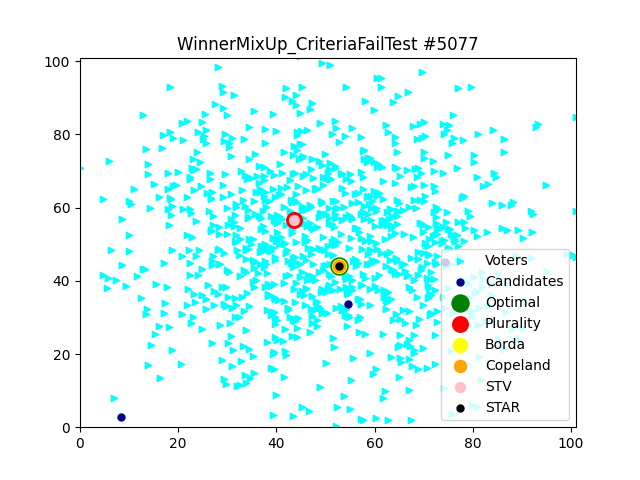 WinnerMixUp_CriteriaFailTest #5077
100
80
60
40
20
0
0
20
40
60
80
100
Voters
Candidates
Optimal
Plurality
Borda
Copeland
STV
STAR